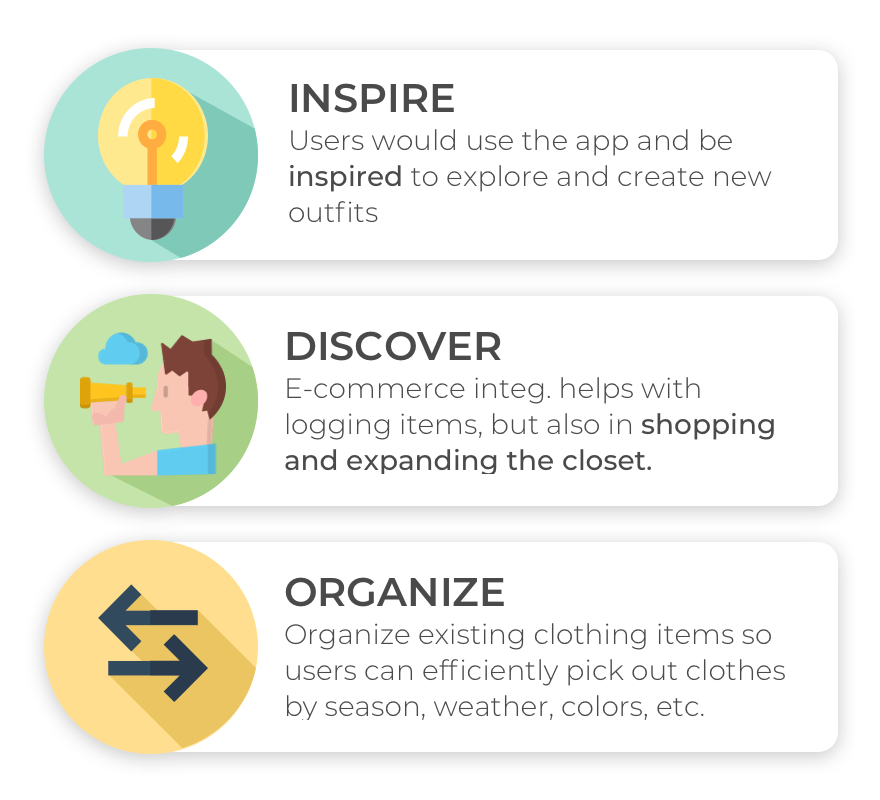 INSPIRE
Users would use the app and be
inspired to explore and create new
outfits
DISCOVER
E-commerce integ. helps with
logging items, but also in shopping
and expanding the closet.
ORGANIZE
Organize existing clothing items so
users can efficiently pick out clothes
by season, weather, colors, etc.